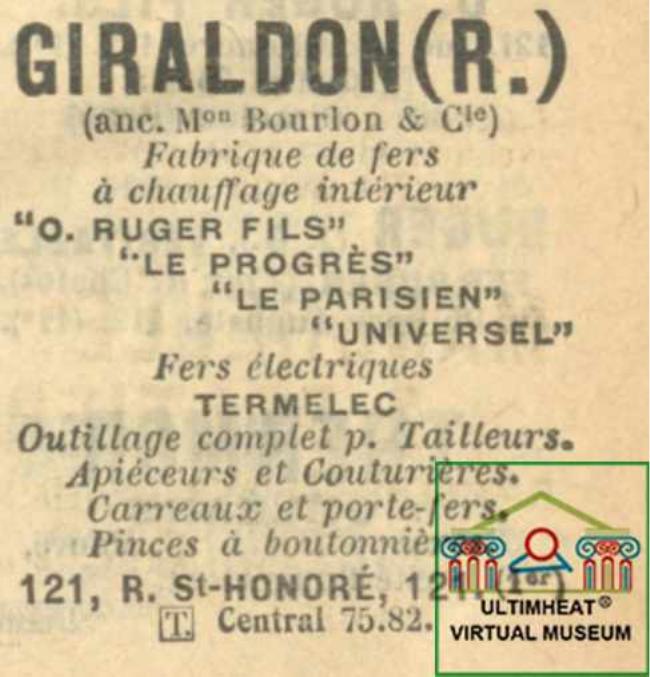 GIRALDON (R.)
(anc. Mon Bourlon & Cie)
Fabrique de fers
à chauffage intérieur
"O. RUGER FILS"
"LE PROGRÈS"
"LE PARISIEN"
"UNIVERSEL"
Fers électriques
TERMELEC
Outillage complet p. Tailleurs.
Apiéceurs et Couturières.
Carreaux et porte-fers.
Pinces à
121, R. St-HONORÉ, (1er)
T. Central 75.82.
ULTIMHEAT®
VIRTUAL MUSEUM